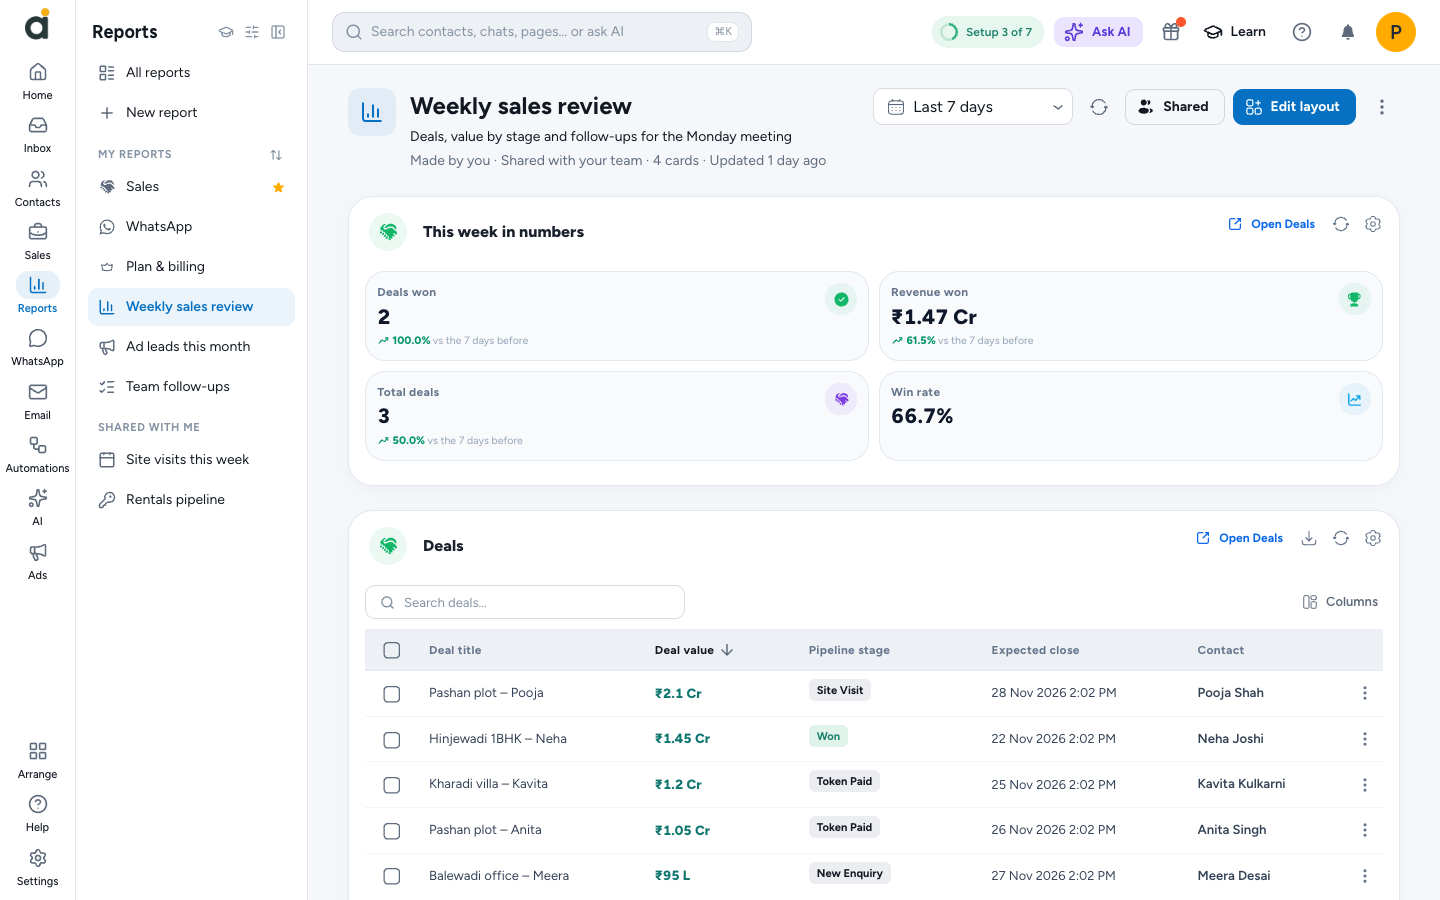 Home
Inbox
Contacts
Sales
Reports
WhatsApp
Email
Automations
AI
Ads
Arrange
Help
Settings
Reports
All reports
New report
MY REPORTS
Sales
WhatsApp
Plan & billing
Weekly sales review
Ad leads this month
Team follow-ups
SHARED WITH ME
Site visits this week
Rentals pipeline
Search contacts, chats, pages... or ask AI
⌘K
Setup 3 of 7
Ask AI
Learn
P
Weekly sales review
Deals, value by stage and follow-ups for the Monday meeting
Made by you · Shared with your team · 4 cards · Updated 1 day ago
Last 7 days
Shared
Edit layout
This week in numbers
Open Deals
Deals won
2
100.0% vs the 7 days before
Revenue won
₹1.47 Cr
61.5% vs the 7 days before
Total deals
3
50.0% vs the 7 days before
Win rate
66.7%
Deals
Open Deals
Search deals...
Columns
Deal title Deal value Pipeline stage Expected close Contact
Pashan plot – Pooja ₹2.1 Cr Site Visit 28 Nov 2026 2:02 PM Pooja Shah
Hinjewadi 1BHK – Neha ₹1.45 Cr Won 22 Nov 2026 2:02 PM Neha Joshi
Kharadi villa – Kavita ₹1.2 Cr Token Paid 25 Nov 2026 2:02 PM Kavita Kulkarni
Pashan plot – Anita ₹1.05 Cr Token Paid 26 Nov 2026 2:02 PM Anita Singh
Balewadi office – Meera ₹95 L New Enquiry 27 Nov 2026 2:02 PM Meera Desai